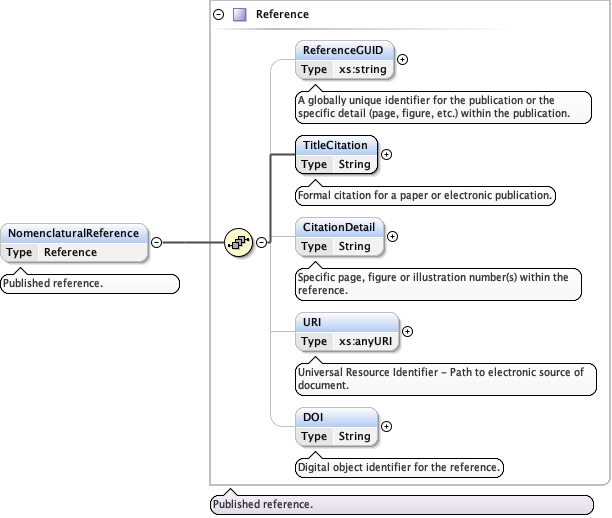 Reference
ReferenceGUID
Type xs:string
A globally unique identifier for the publication or the
specific detail (page, figure, etc.) within the publication.
TitleCitation
Type String
Formal citation for a paper or electronic publication.
NomenclaturalReference
Type Reference
Published reference.
CitationDetail
Type String
Specific page, figure or illustration number(s) within the
reference.
URI
Type xs:anyURI
Universal Resource Identifier - Path to electronic source of
document.
DOI
Type String
Digital object identifier for the reference.
Published reference.